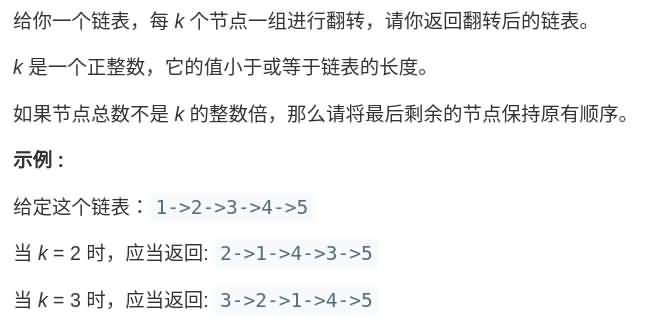 给你一个链表，每 k 个节点一组进行翻转，请你返回翻转后的链表。
k 是一个正整数，它的值小于或等于链表的长度。
如果节点总数不是 k 的整数倍，那么请将最后剩余的节点保持原有顺序。
示例 :
给定这个链表：1->2->3->4->5
当 k = 2 时，应当返回: 2->1->4->3->5
当 k = 3 时，应当返回: 3->2->1->4->5